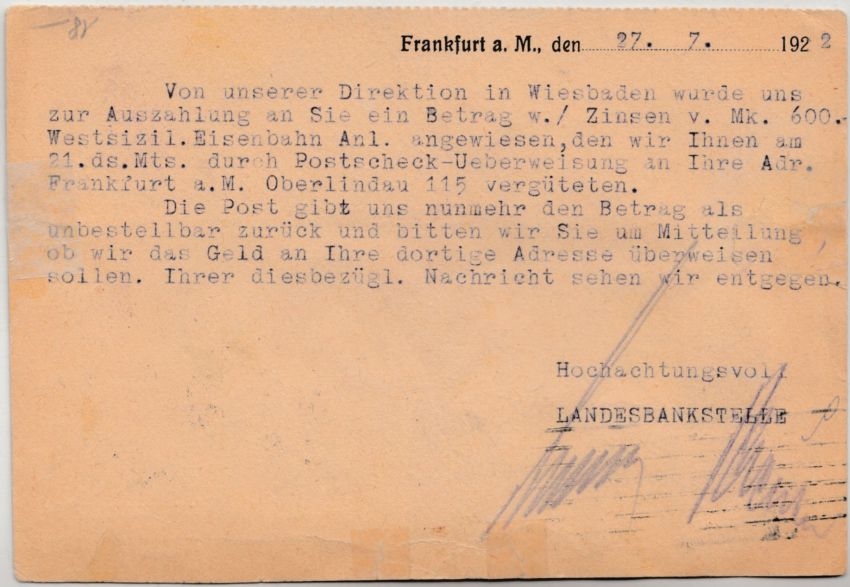 Frankfurt a. M., den 27. 7. 1922
Von unserer Direktion in Wiesbaden wurde uns
zur Auszahlung an Sie ein Betrag w./ Zinsen v. Mk. 600.-
Westsizil.Eisenbahn Anl. angewiesen,den wir Ihnen am
21.ds.Mts. durch Postscheck-Ueberweisung an Ihre Adr.
Frankfurt a.M. Oberlindau 115 vergüteten.
Die Post gibt uns nunmehr den Betrag als
unbestellbar zurück und bitten wir Sie um Mitteilung
ob wir das Geld an Ihre dortige Adresse überweisen
sollen. Ihrer diesbezügl. Nachricht sehen wir entgegen.
Hochachtungsvoll
LANDESBANKSTELLE